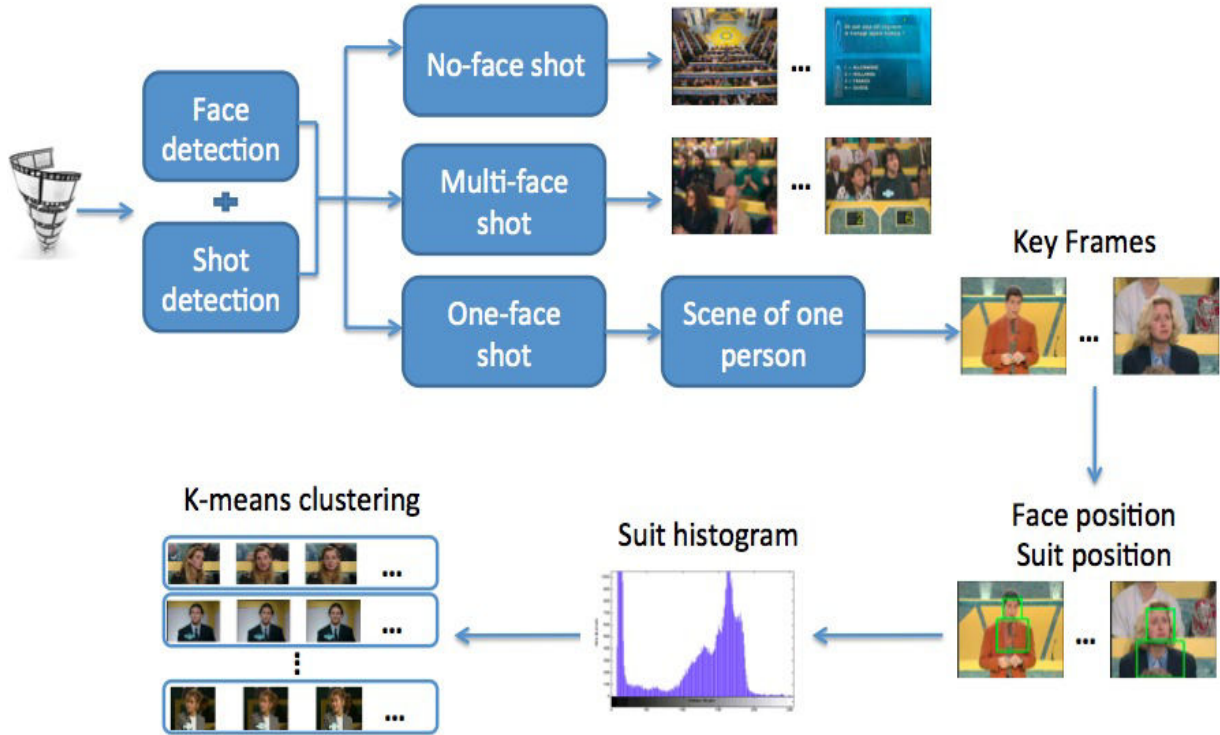 No-face shot
Face
detection
Multi-face
shot
Shot
detection
One-face
shot
Scene of one
person
Key Frames
...
...
...
K-means clustering
Suit histogram
Face position
Suit position
...
...
...
...